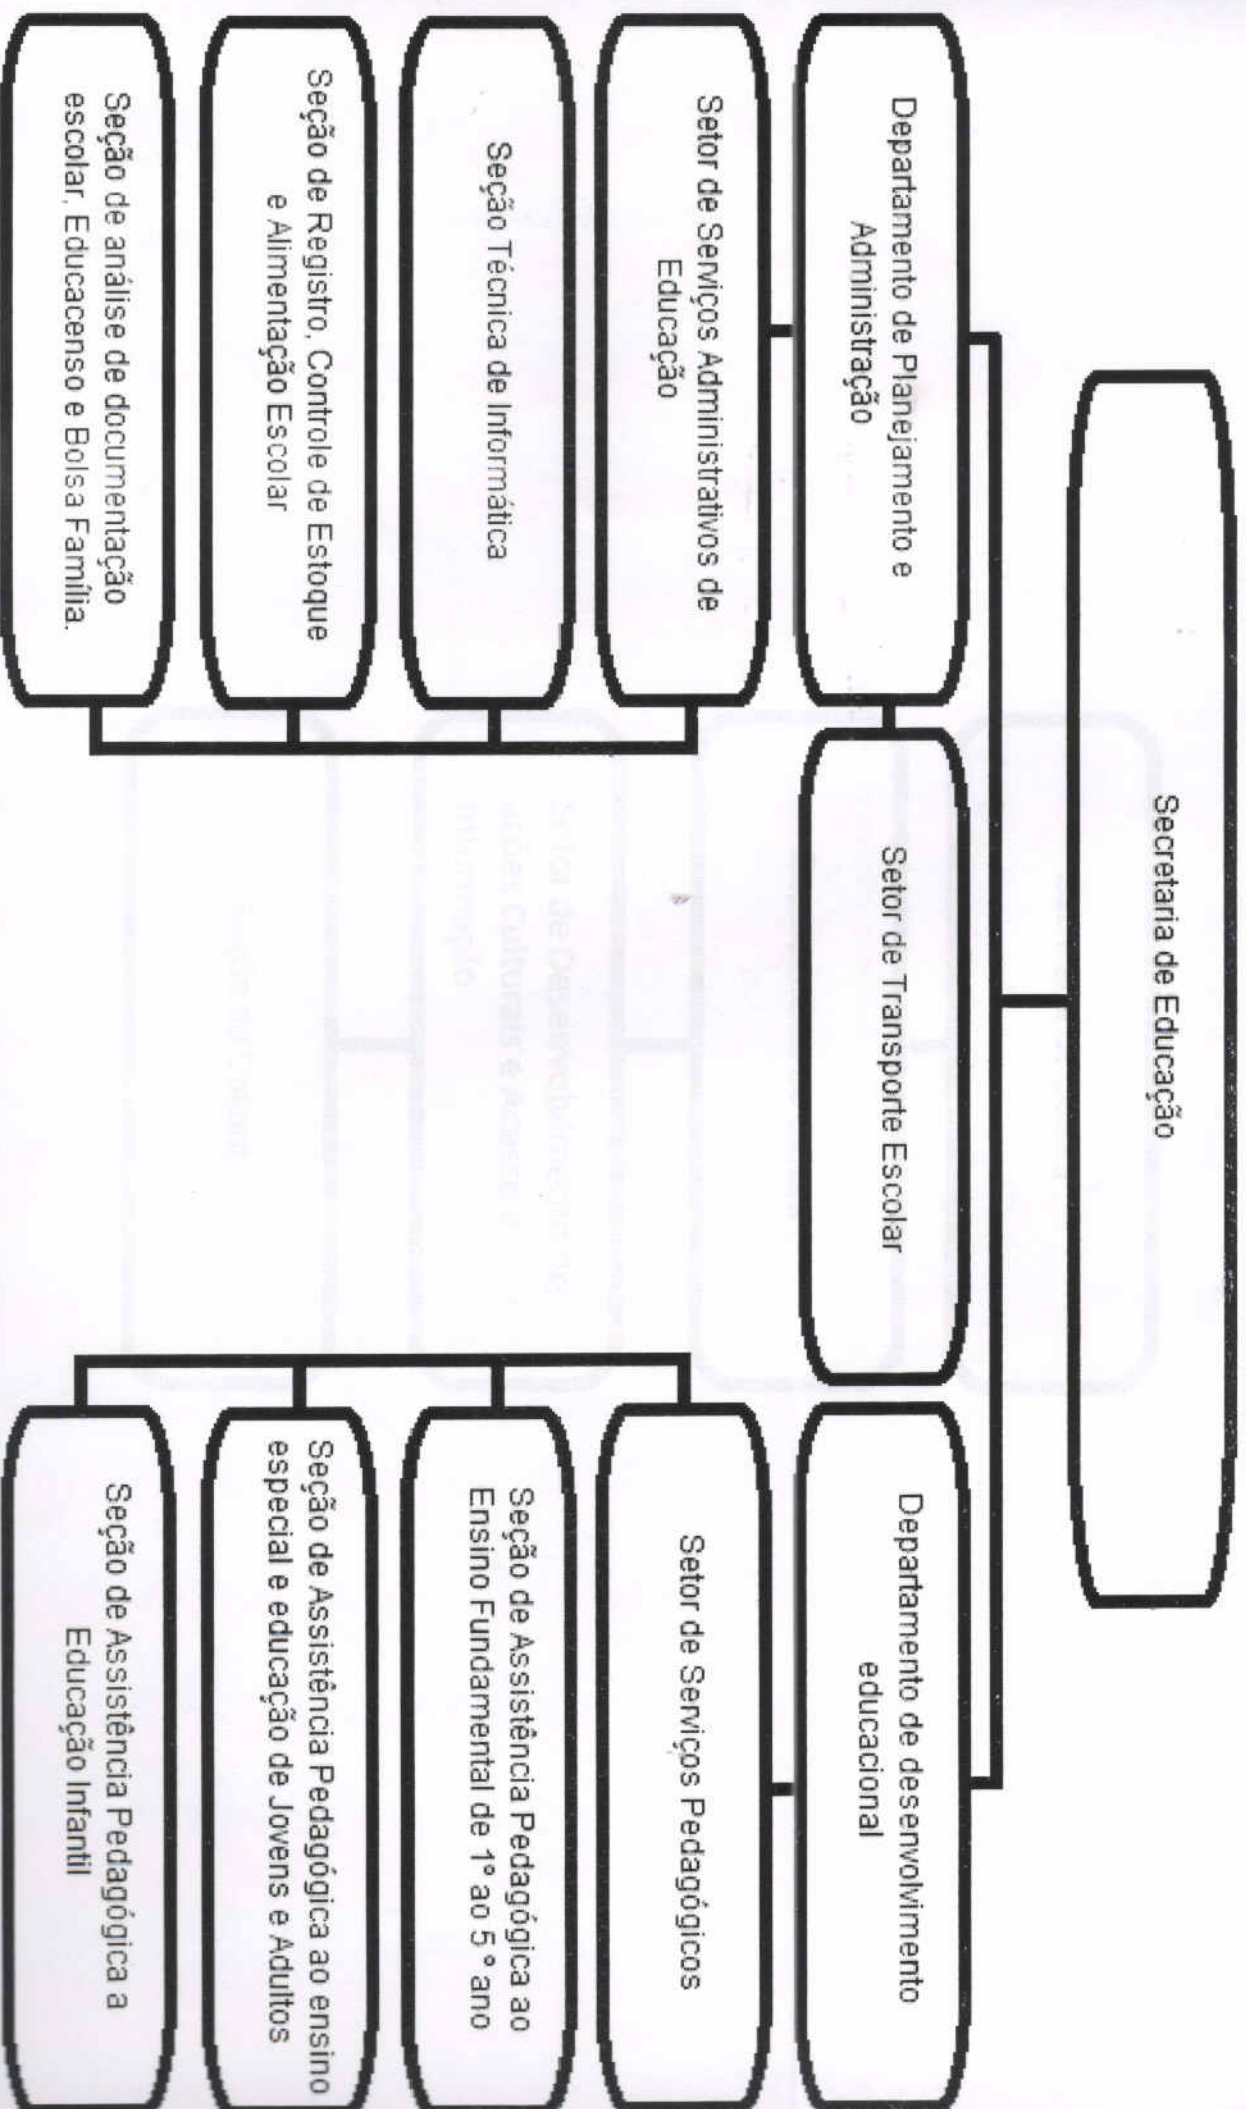 Secretaria de Educação
Departamento de Planejamento e
Administração
Setor de Transporte Escolar
Departamento de desenvolvimento
educacional
Setor de Serviços Administrativos de
Educação
Setor de Serviços Pedagógicos
Seção Técnica de Informática
Seção de Assistência Pedagógica ao
Ensino Fundamental de 1º ao 5º ano
Seção de Registro, Controle de Estoque
e Alimentação Escolar
Seção de Assistência Pedagógica ao ensino
especial e educação de Jovens e Adultos
Seção de análise de documentação
escolar, Educacenso e Bolsa Família.
Seção de Assistência Pedagógica a
Educação Infantil